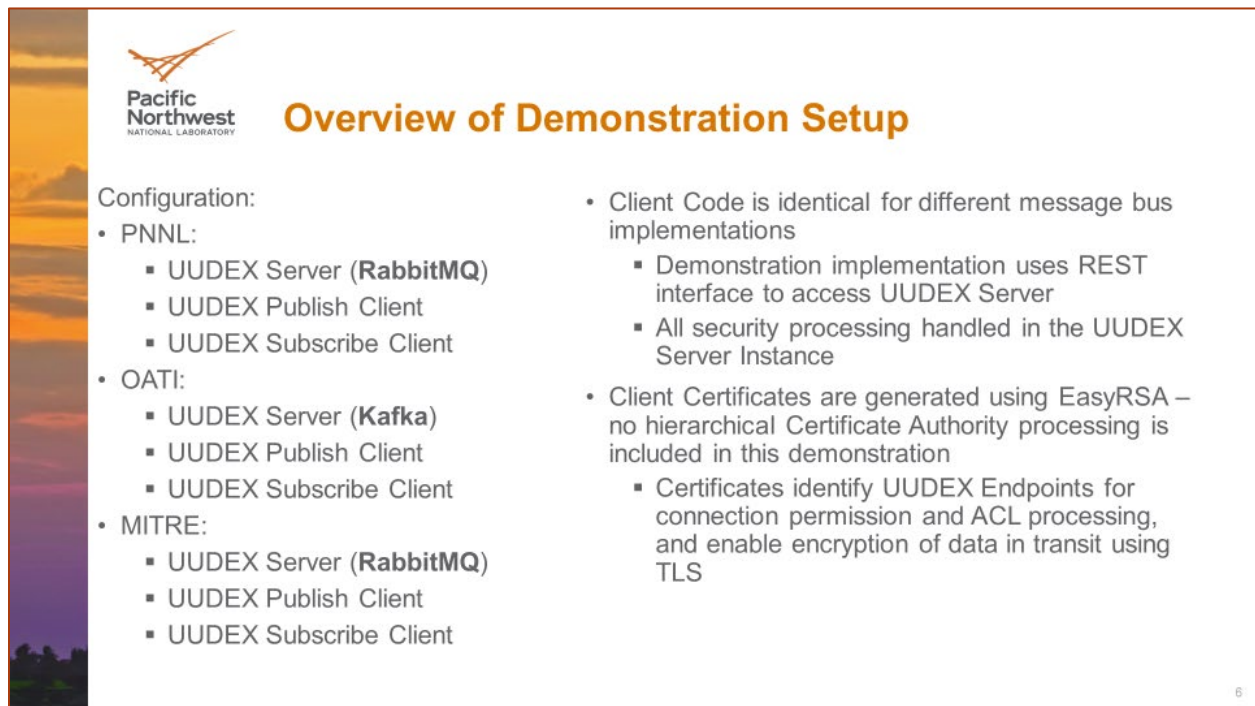 Pacific
Northwest
NATIONAL LABORATORY
Overview of Demonstration Setup
Configuration:
• PNNL:
▪ UUDEX Server (RabbitMQ)
▪ UUDEX Publish Client
▪ UUDEX Subscribe Client
• OATI:
▪ UUDEX Server (Kafka)
▪ UUDEX Publish Client
▪ UUDEX Subscribe Client
• MITRE:
▪ UUDEX Server (RabbitMQ)
▪ UUDEX Publish Client
▪ UUDEX Subscribe Client
• Client Code is identical for different message bus
implementations
▪ Demonstration implementation uses REST
interface to access UUDEX Server
▪ All security processing handled in the UUDEX
Server Instance
• Client Certificates are generated using EasyRSA –
no hierarchical Certificate Authority processing is
included in this demonstration
▪ Certificates identify UUDEX Endpoints for
connection permission and ACL processing,
and enable encryption of data in transit using
TLS
6